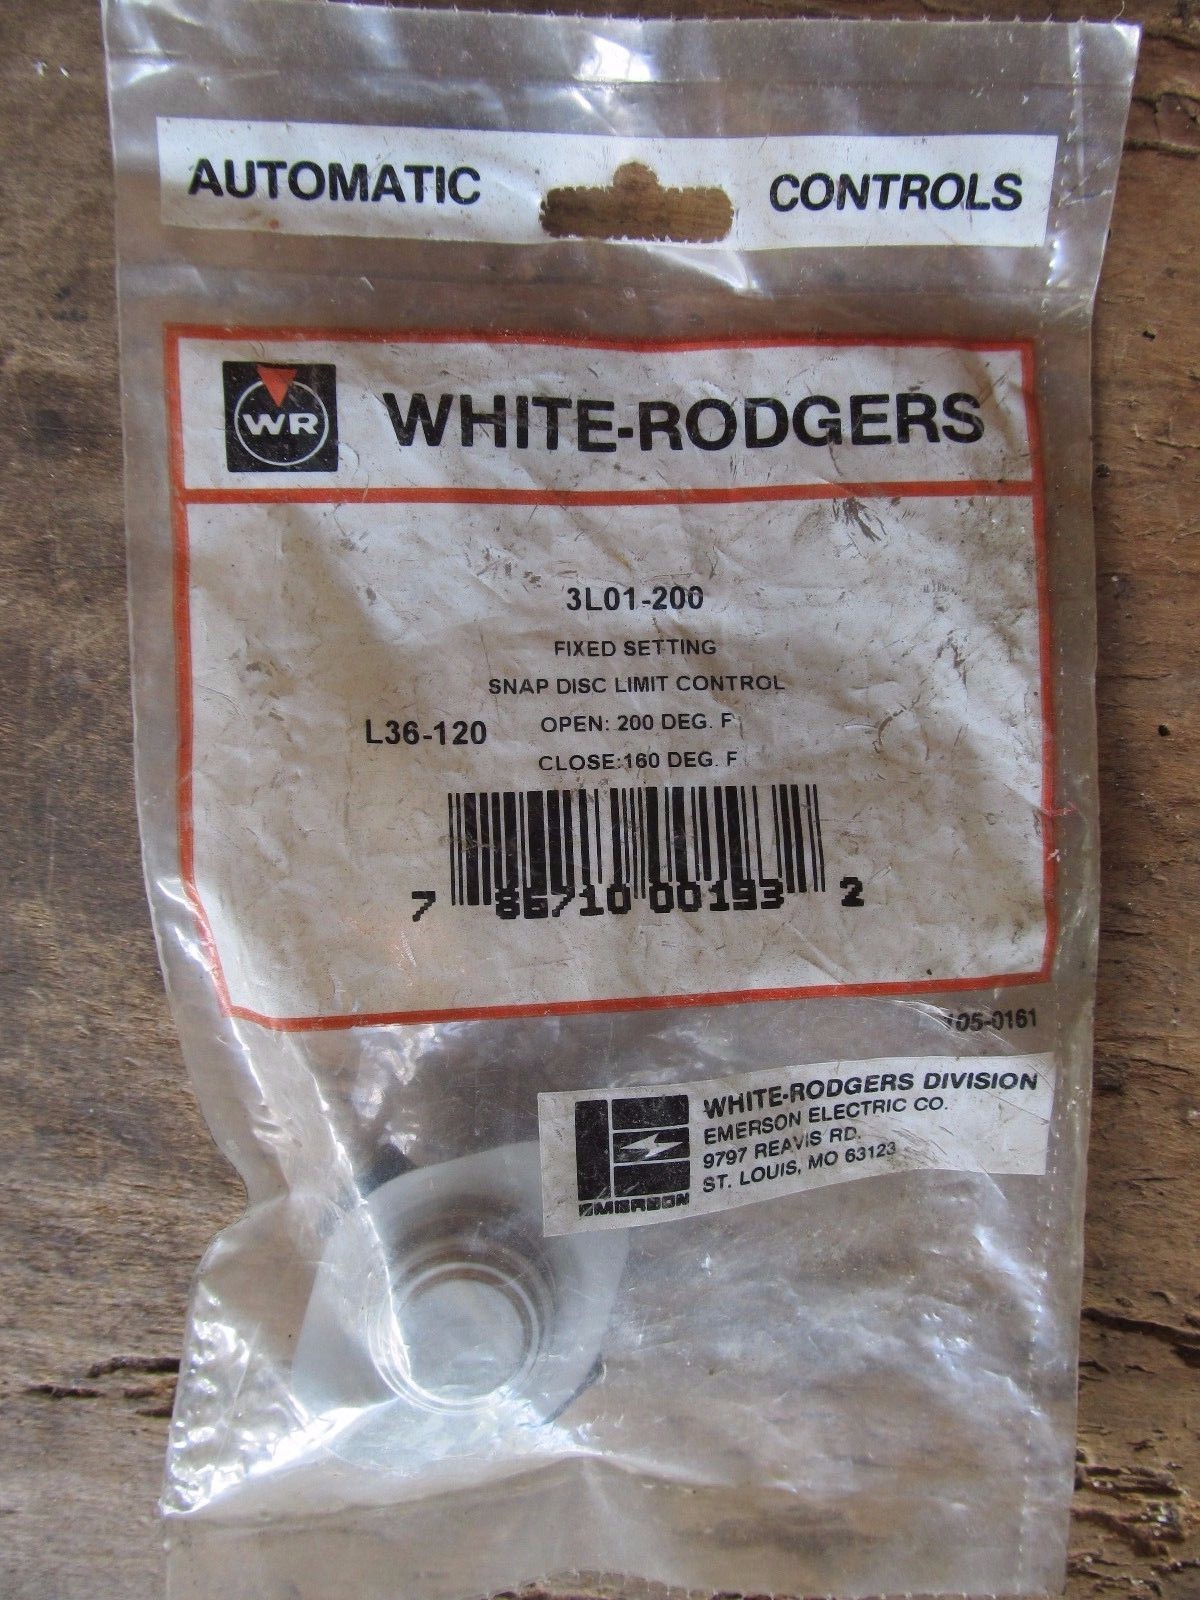 AUTOMATIC CONTROLS
WR
WHITE-RODGERS
3L01-200
FIXED SETTING
SNAP DISC LIMIT CONTROL
L36-120
OPEN: 200 DEG. F
CLOSE:160 DEG. F
7 86710 00193 2
05-0161
WHITE-RODGERS DIVISION
EMERSON ELECTRIC CO.
9797 REAVIS RD.
ST. LOUIS, MO 63123
EMERSON